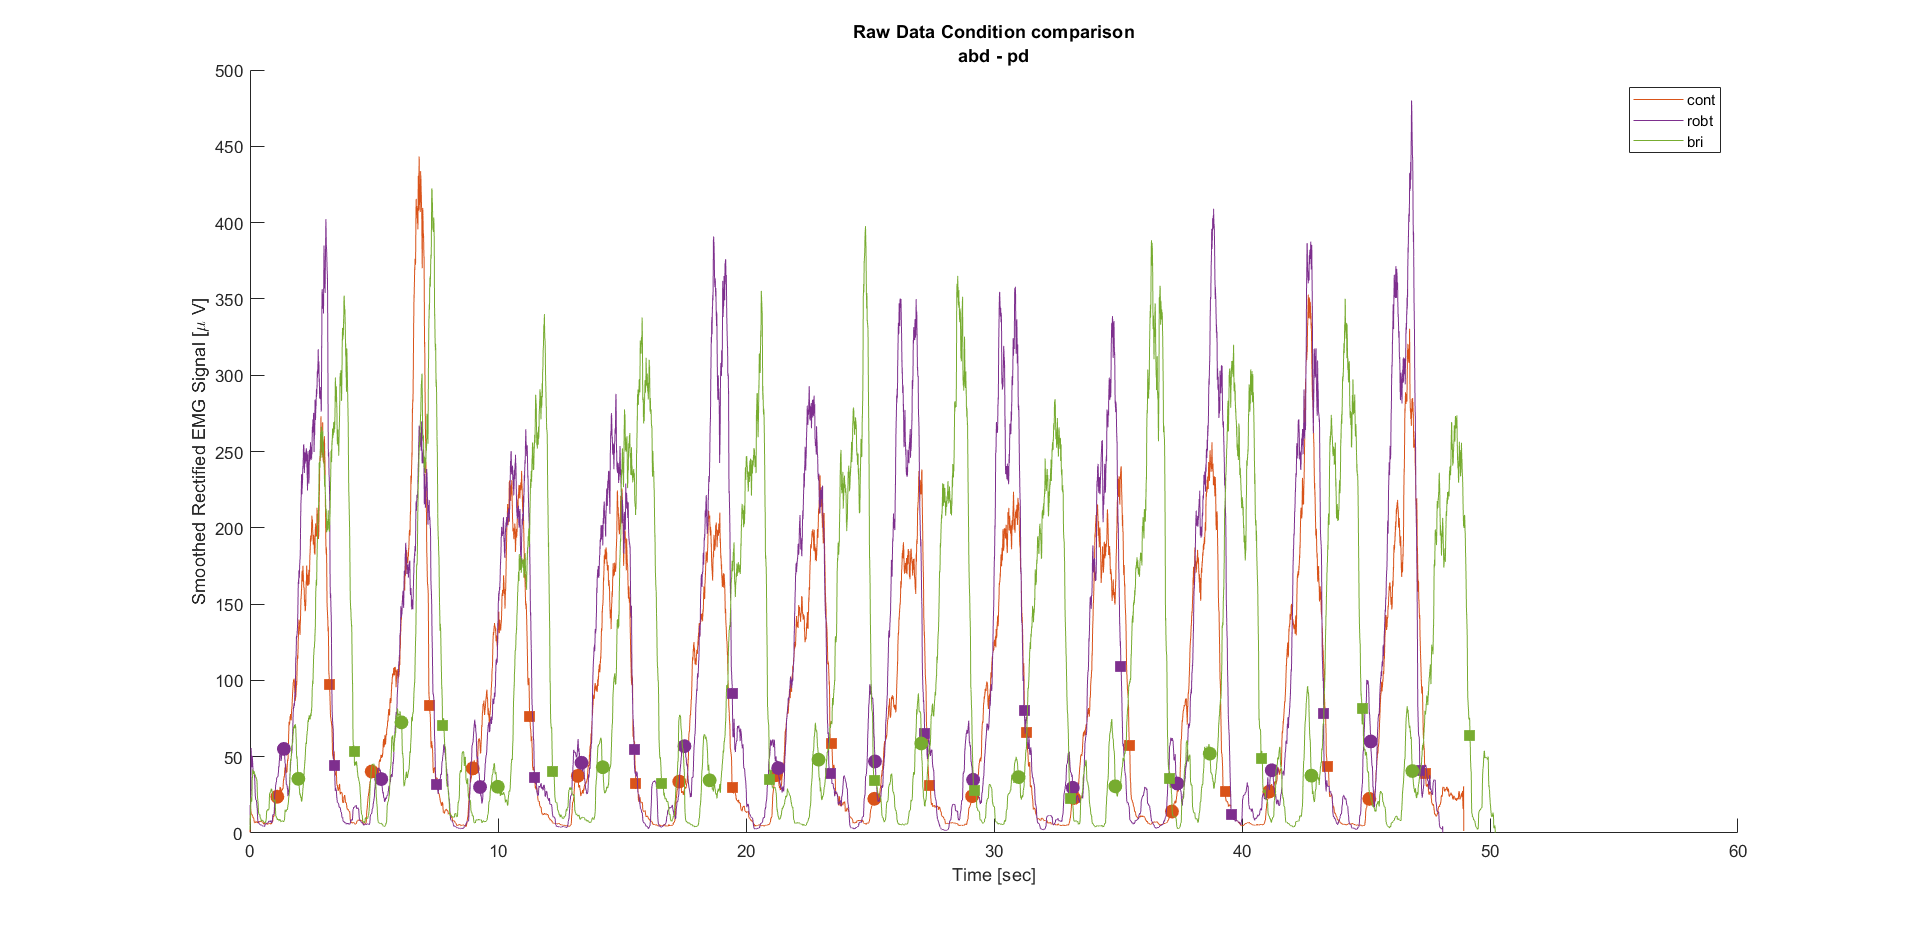 Raw Data Condition comparison
abd - pd
Smoothed Rectified EMG Signal [μ V]
500
450
400
350
300
250
200
150
100
50
0
0 10 20 30 40 50 60
Time [sec]
cont
robt
bri